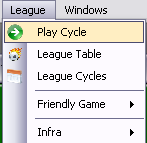 League Windows
Play Cycle
League Table
League Cycles
Friendly Game
Infra